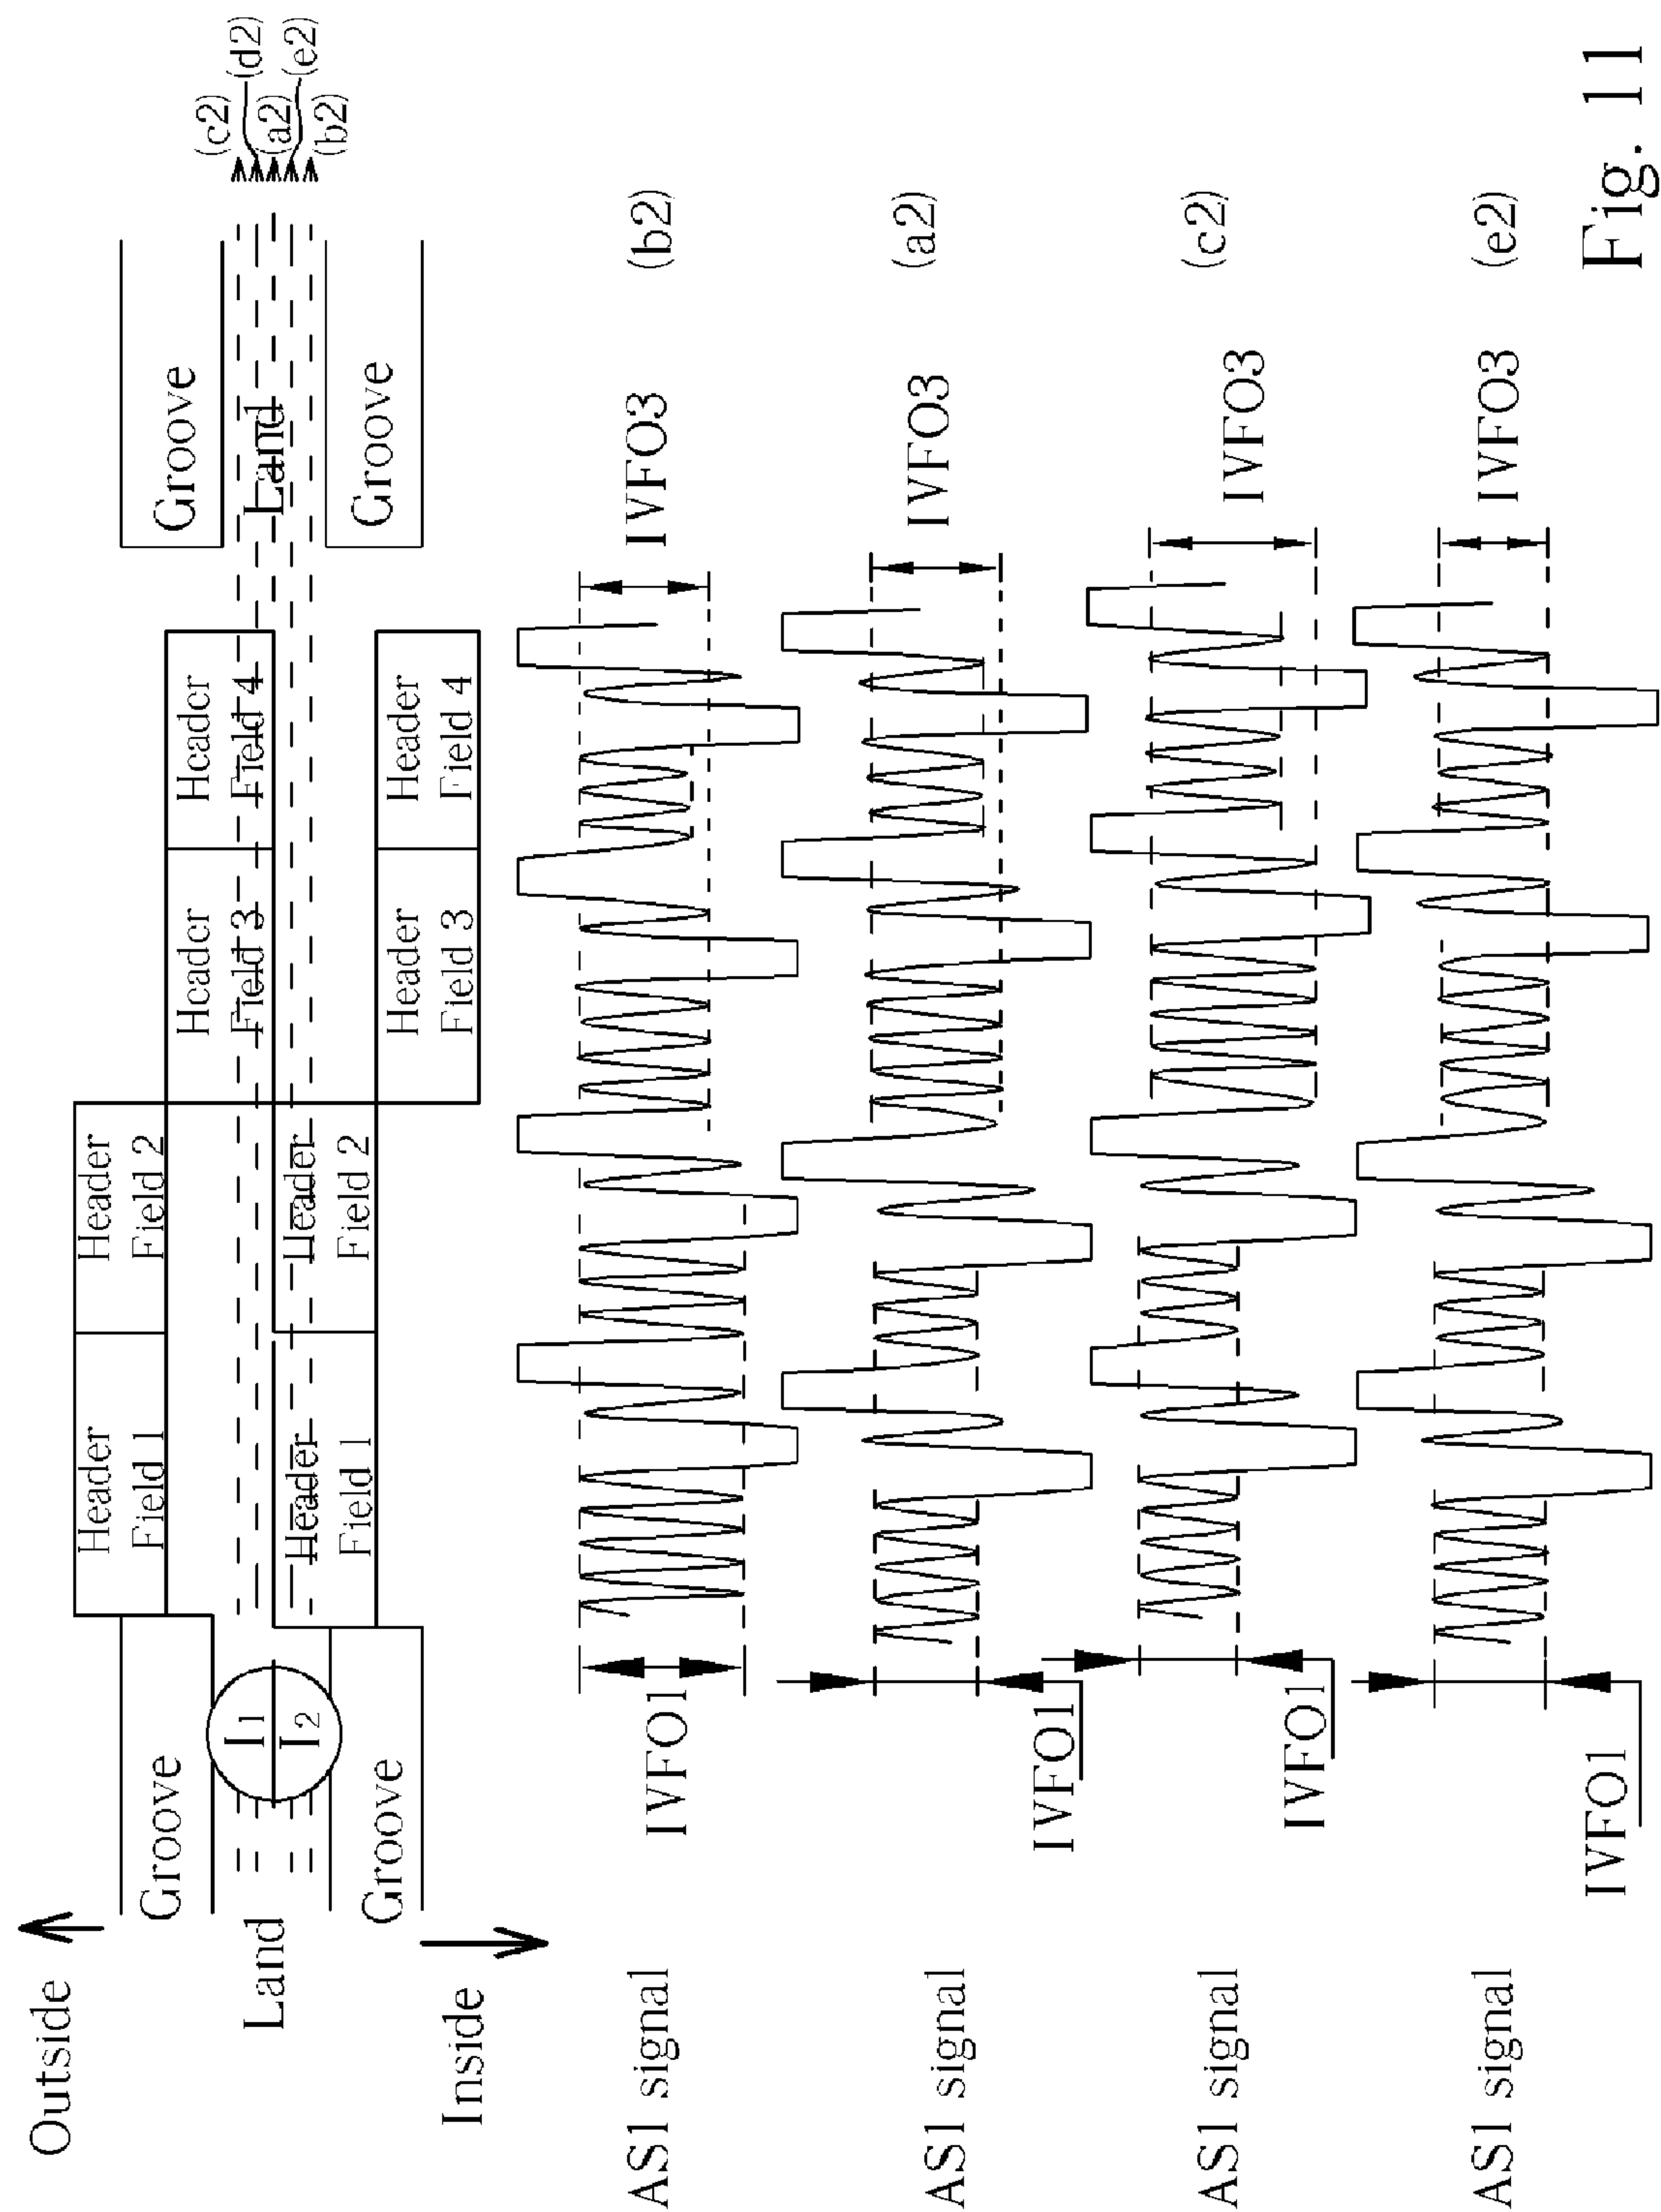 Outside
Inside
Groove
Land
Groove
I1
I2
Header
Field 1
Header
Field 2
Header
Field 1
Header
Field 2
Header
Field 3
Header
Field 4
Header
Field 3
Header
Field 4
Groove
Land
Groove
(c2)
(d2)
(a2)
(e2)
(b2)
AS1 signal
IVFO1
IVFO3
(b2)
AS1 signal
IVFO1
IVFO3
(a2)
AS1 signal
IVFO1
IVFO3
(c2)
AS1 signal
IVFO1
IVFO3
(e2)
Fig. 11